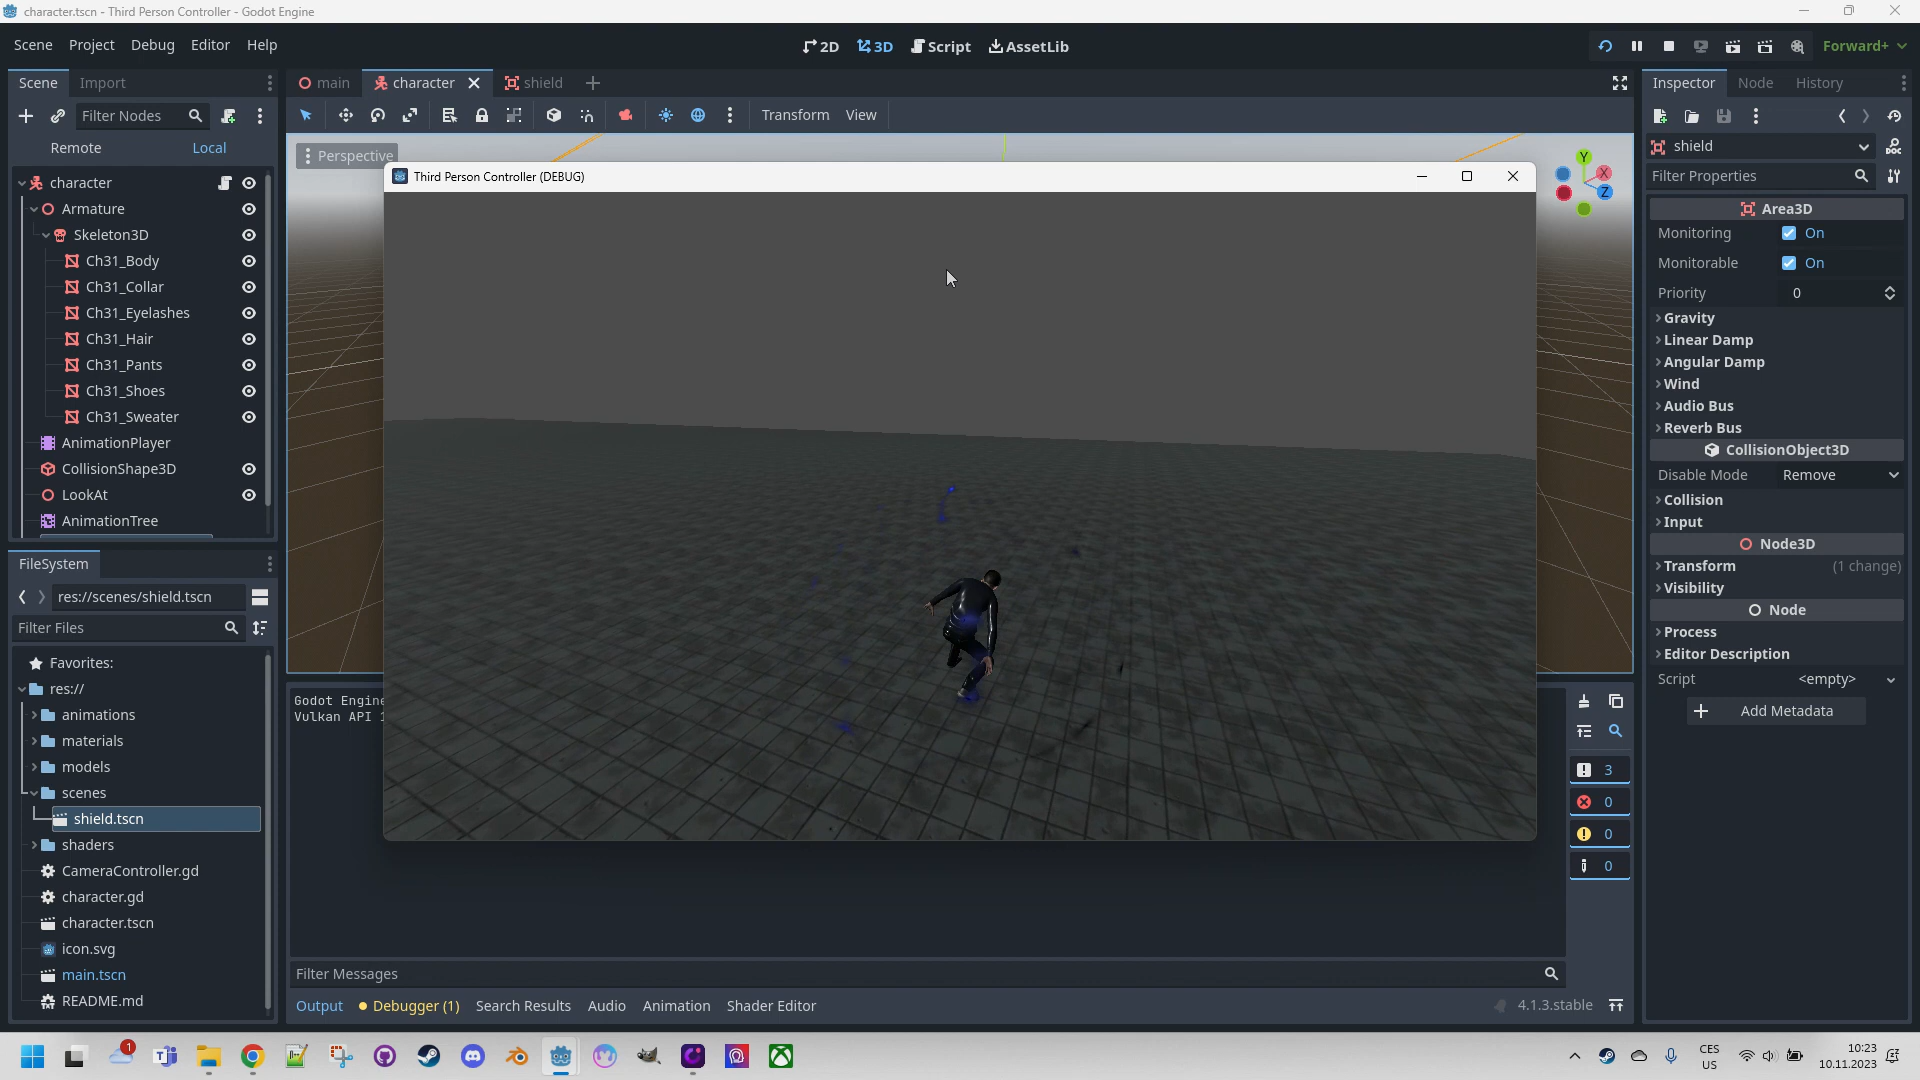 character.tscn - Third Person Controller - Godot Engine
Scene Project Debug Editor Help
2D 3D Script AssetLib
Forward+
Scene Import
main character shield
Inspector Node History
Filter Nodes
Transform View
Remote Local
Perspective
shield
Filter Properties
Third Person Controller (DEBUG)
character
Armature
Skeleton3D
Ch31_Body
Ch31_Collar
Ch31_Eyelashes
Ch31_Hair
Ch31_Pants
Ch31_Shoes
Ch31_Sweater
AnimationPlayer
CollisionShape3D
LookAt
AnimationTree
Y
X
Z
Area3D
Monitoring On
Monitorable On
Priority 0
Gravity
Linear Damp
Angular Damp
Wind
Audio Bus
Reverb Bus
CollisionObject3D
Disable Mode Remove
Collision
Input
Node3D
Transform (1 change)
Visibility
Node
Process
Editor Description
Script <empty>
Add Metadata
FileSystem
res://scenes/shield.tscn
Filter Files
Favorites:
res://
animations
materials
models
scenes
shield.tscn
shaders
CameraController.gd
character.gd
character.tscn
icon.svg
main.tscn
README.md
Godot Engine
Vulkan API 1
3
0
0
0
Filter Messages
Output Debugger (1) Search Results Audio Animation Shader Editor
4.1.3.stable
1
CES
US
10:23
10.11.2023